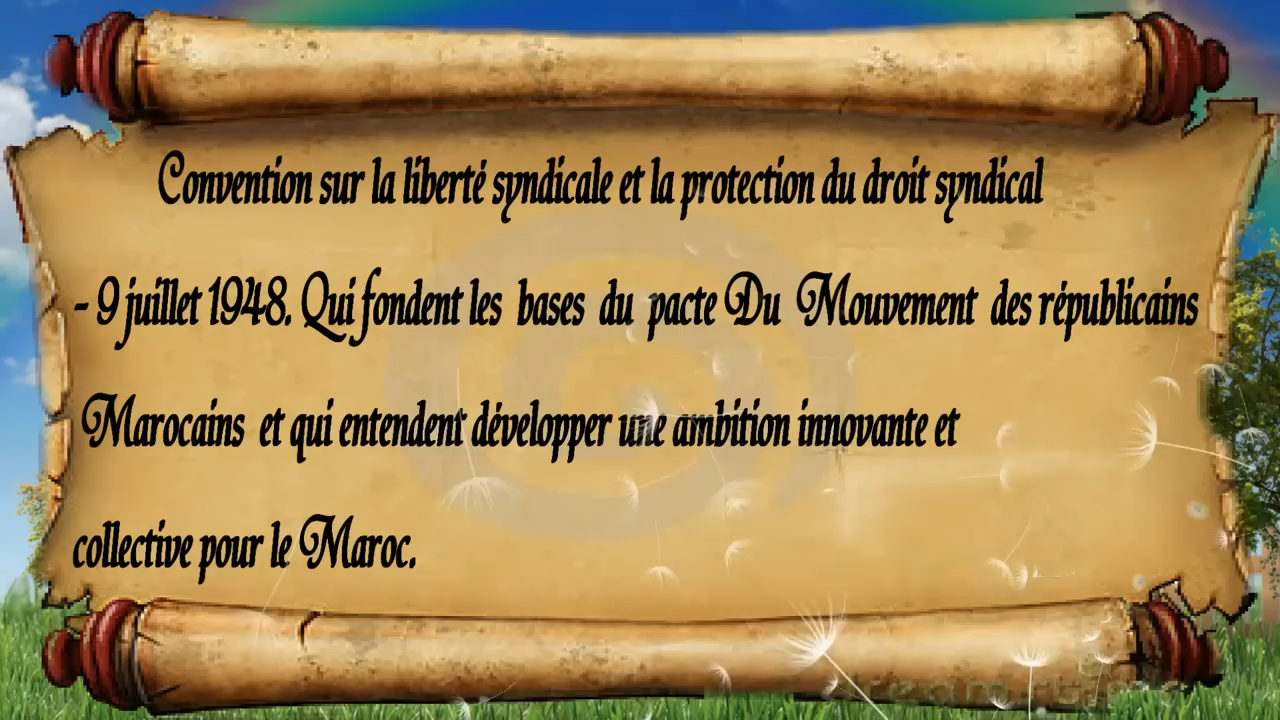 Convention sur la liberté syndicale et la protection du droit syndical
- 9 juillet 1948. Qui fondent les bases du pacte Du Mouvement des républicains
Marocains et qui entendent développer une ambition innovante et
collective pour le Maroc.